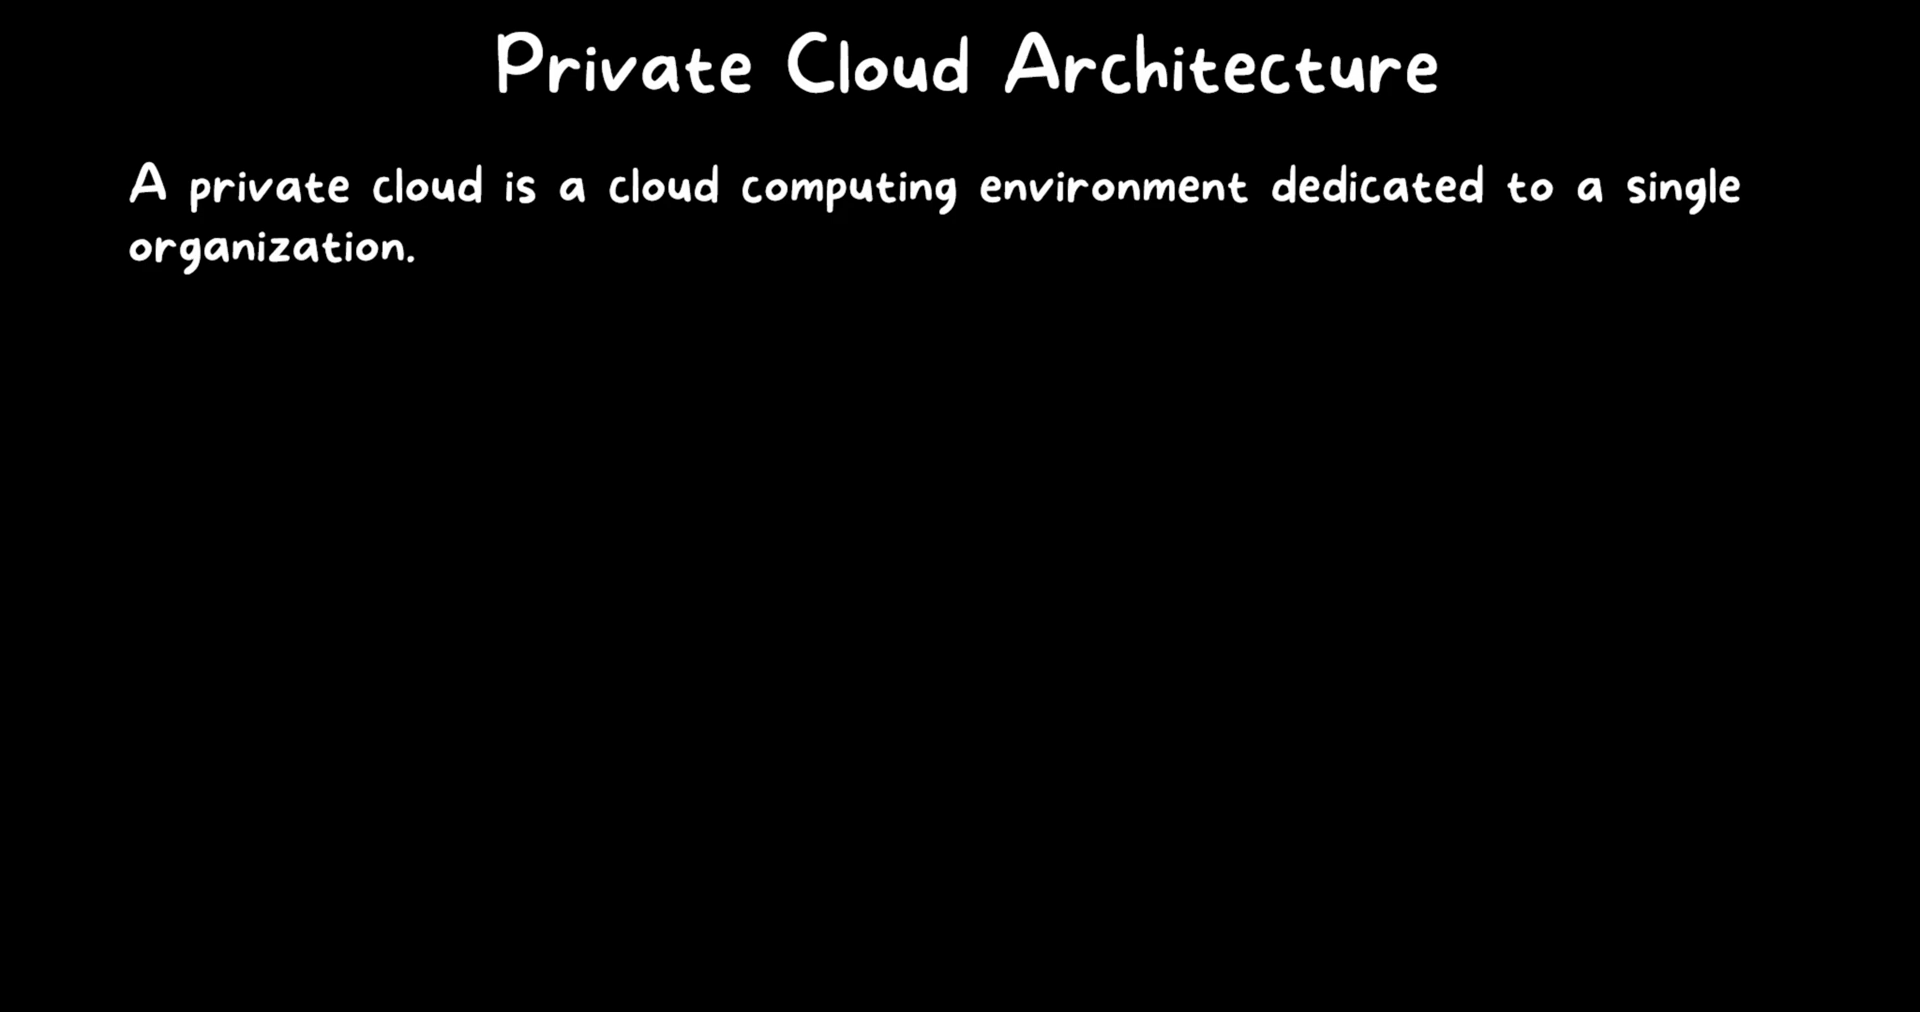 Private Cloud Architecture
A private cloud is a cloud computing environment dedicated to a single
organization.